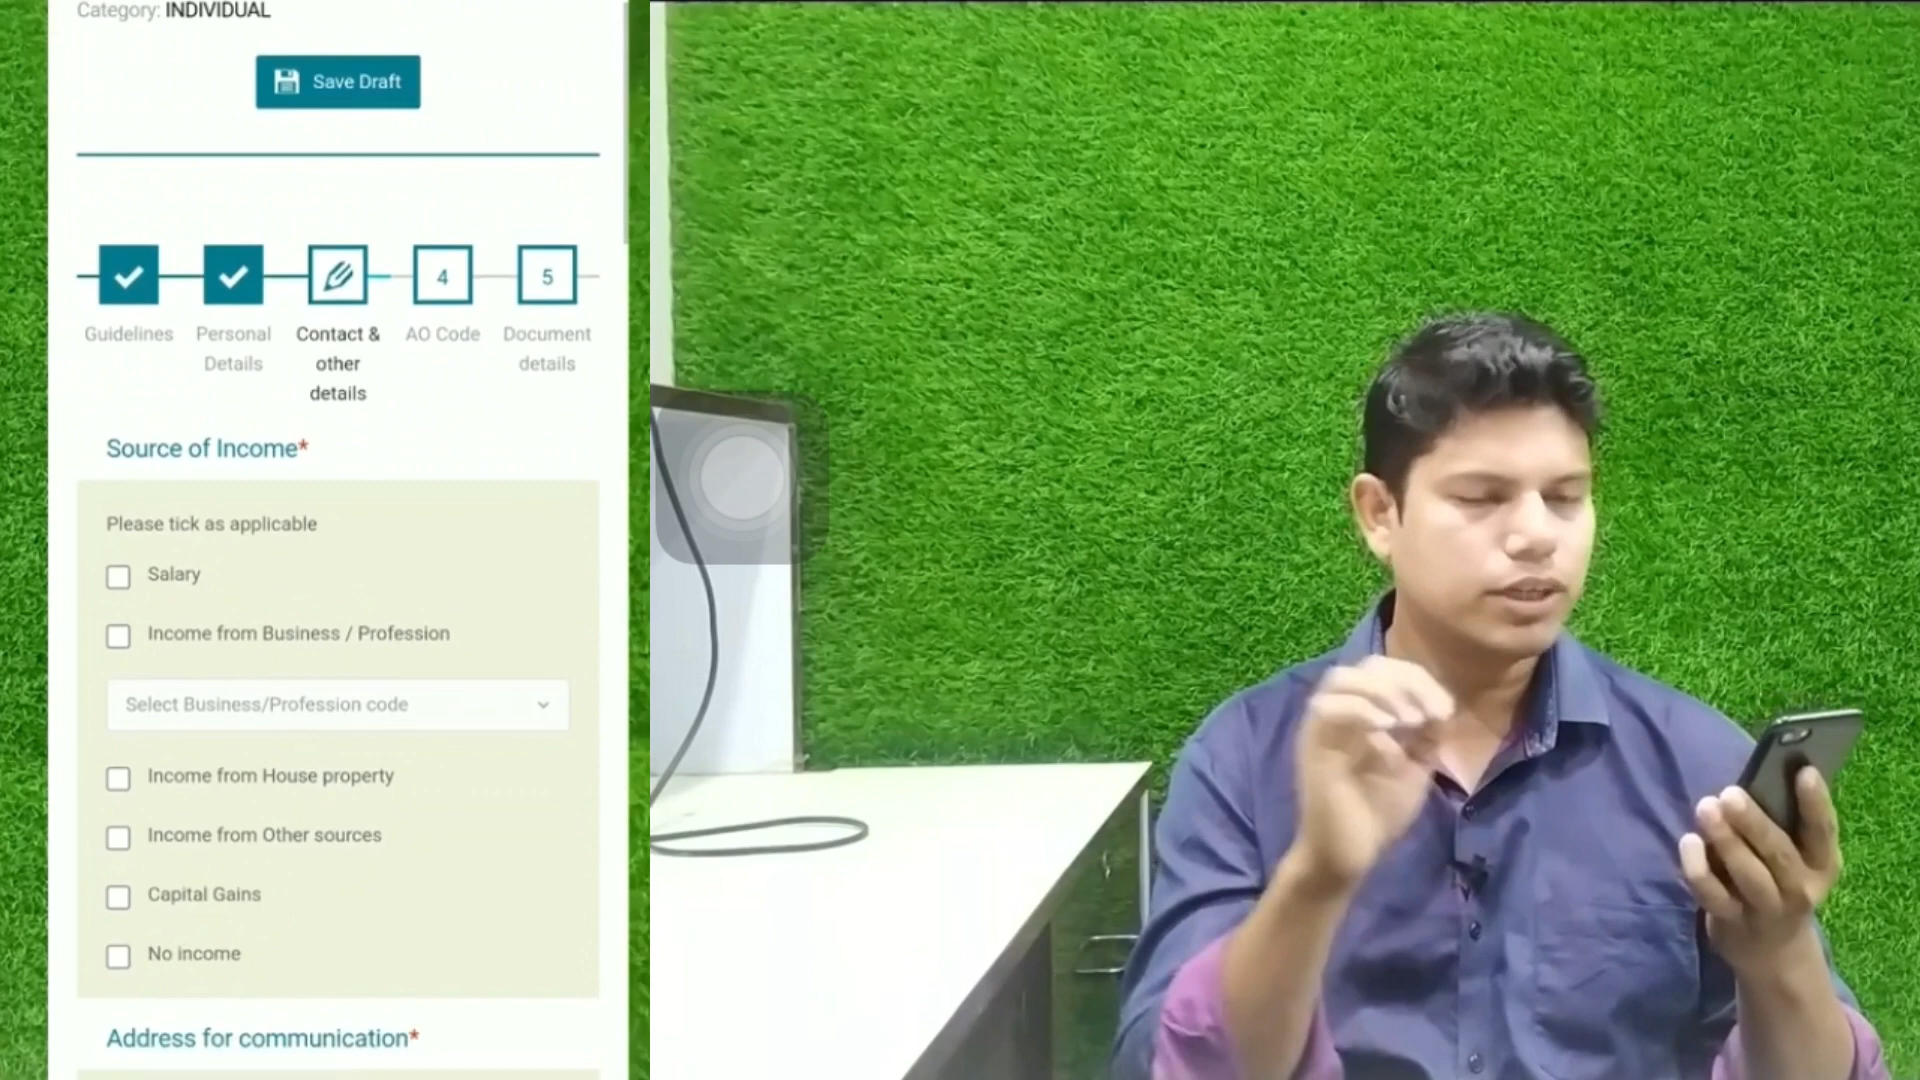 Category: INDIVIDUAL
Save Draft
4
5
Guidelines
Personal Details
Contact & other details
AO Code
Document details
Source of Income*
Please tick as applicable
Salary
Income from Business / Profession
Select Business/Profession code
Income from House property
Income from Other sources
Capital Gains
No income
Address for communication*